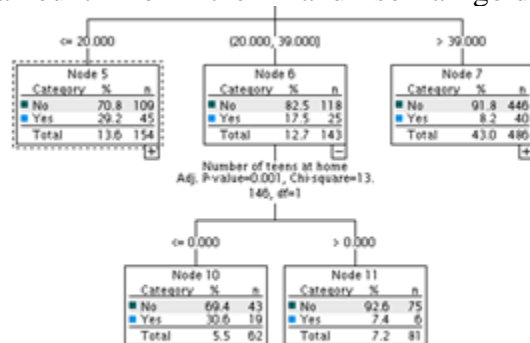 <= 20.000 (20.000, 39.000] > 39.000
Node 5 Node 6 Node 7
Category % n Category % n Category % n
No 70.8 109 No 82.5 118 No 91.8 446
Yes 29.2 45 Yes 17.5 25 Yes 8.2 40
Total 13.6 154 Total 12.7 143 Total 43.0 486
Number of teens at home
Adj. P-value=0.001, Chi-square=13.
146, df=1
<= 0.000 > 0.000
Node 10 Node 11
Category % n Category % n
No 69.4 43 No 92.6 75
Yes 30.6 19 Yes 7.4 6
Total 5.5 62 Total 7.2 81